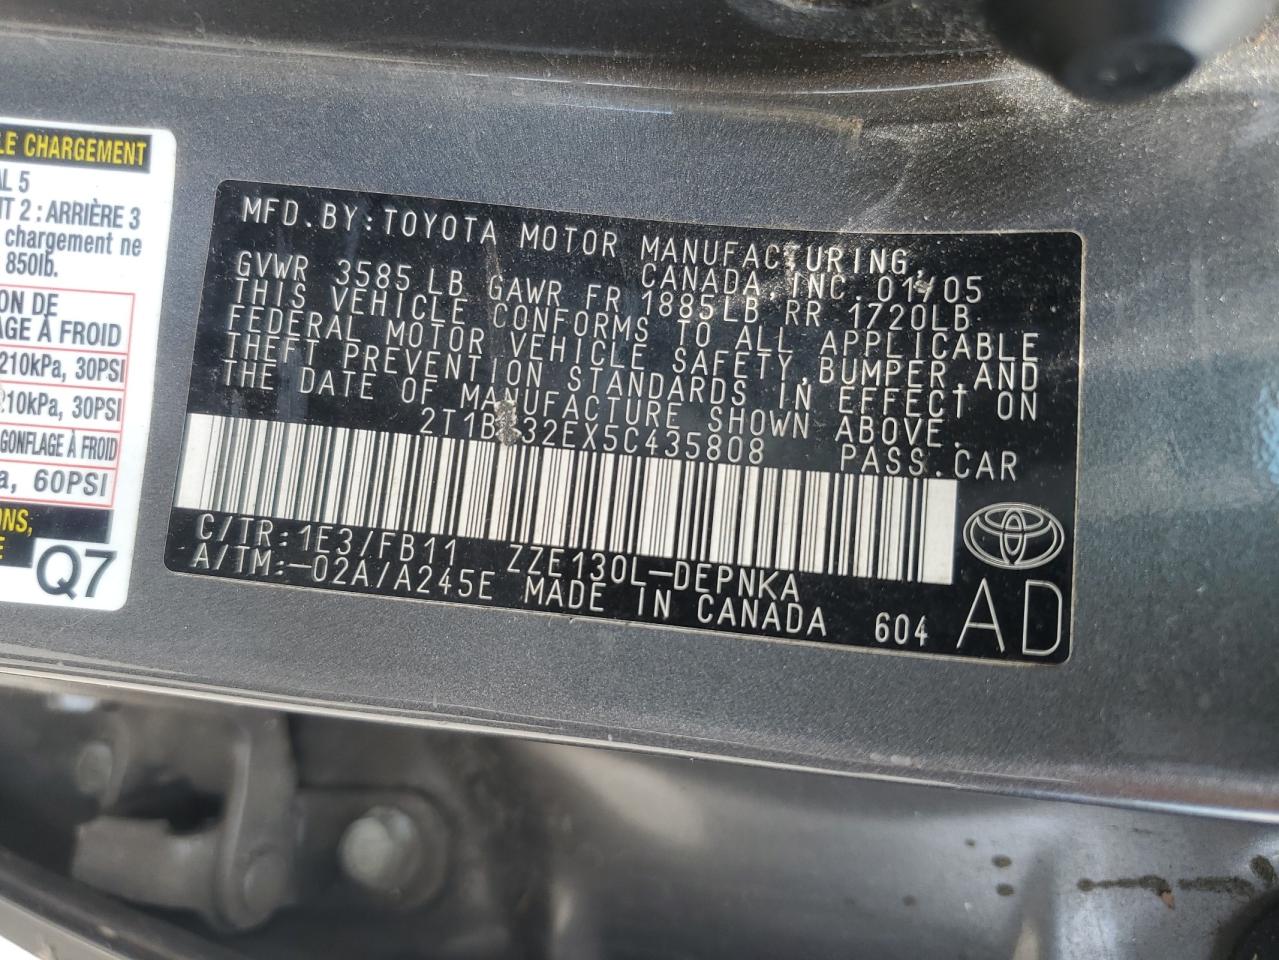 LE CHARGEMENT
AL 5
T 2 : ARRIÈRE 3
chargement ne
850lb.
ON DE
AGE À FROID
210kPa, 30PSI
210kPa, 30PSI
GONFLAGE À FROID
a, 60PSI
ONS,
E
Q7
MFD. BY: TOYOTA MOTOR MANUFACTURING,
CANADA, INC. 01/05
GVWR 3585 LB GAWR FR 1885LB RR 1720LB
THIS VEHICLE CONFORMS TO ALL APPLICABLE
FEDERAL MOTOR VEHICLE SAFETY, BUMPER, AND
THEFT PREVENTION STANDARDS IN EFFECT ON
THE DATE OF MANUFACTURE SHOWN ABOVE.
PASS. CAR
C/TR: 1E3/FB11 ZZE130L-DEPNKA
A/TM:-02A/A245E MADE IN CANADA 604
AD